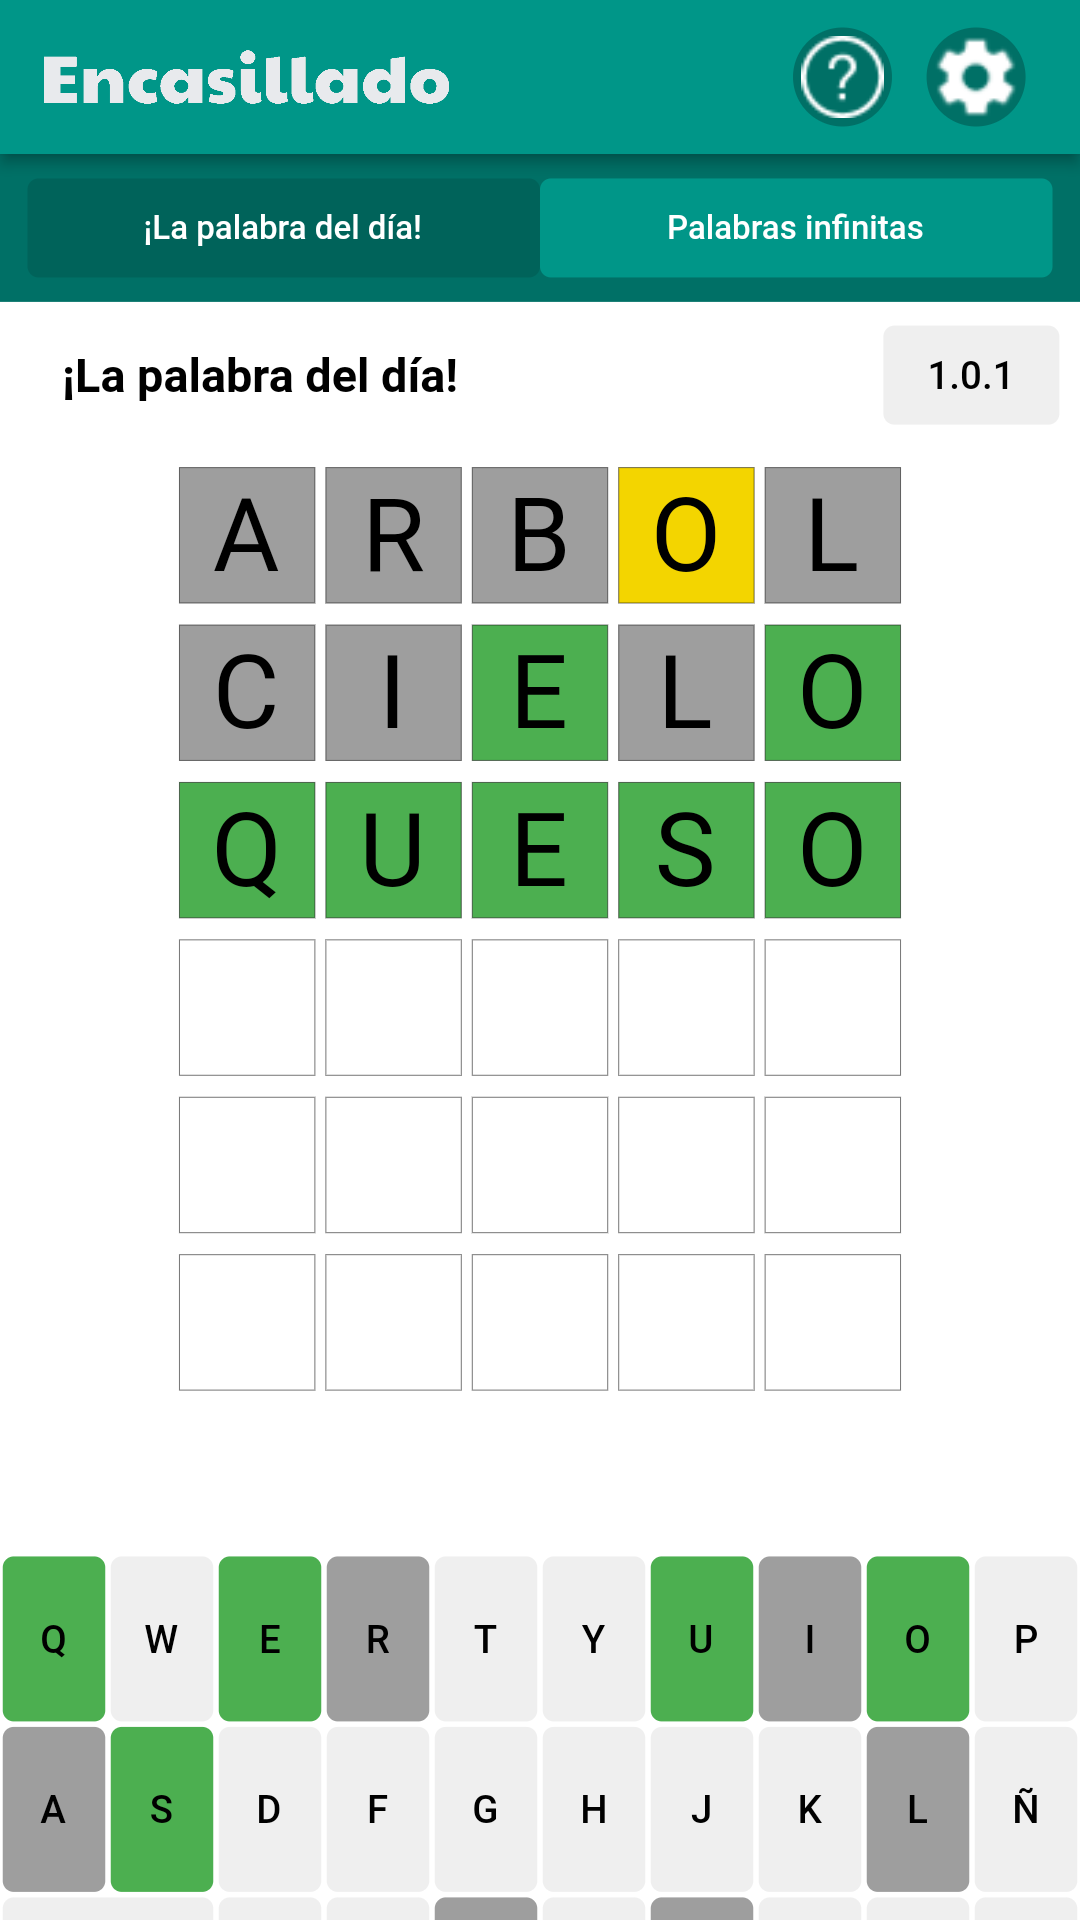 Encasillado
?
¡La palabra del día! Palabras infinitas
¡La palabra del día! 1.0.1
A R B O L
C I E L O
Q U E S O
Q W E R T Y U I O P
A S D F G H J K L Ñ